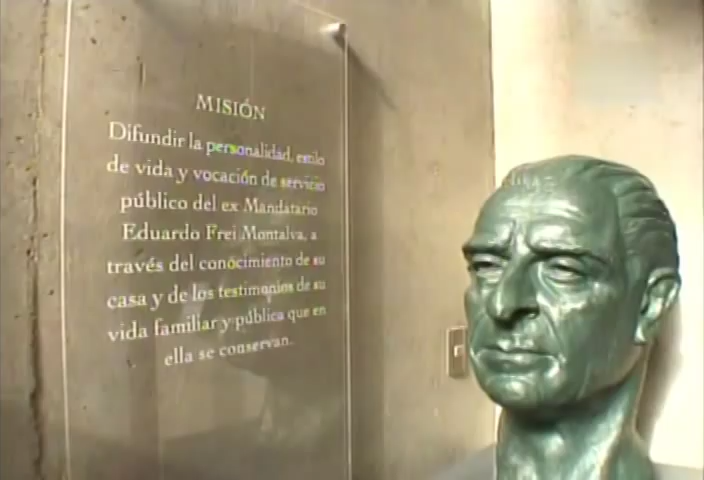 MISIÓN
Difundir la personalidad, estilo
de vida y vocación de servicio
público del ex Mandatario
Eduardo Frei Montalva, a
través del conocimiento de su
casa y de los testimonios de su
vida familiar y pública que en
ella se conservan.